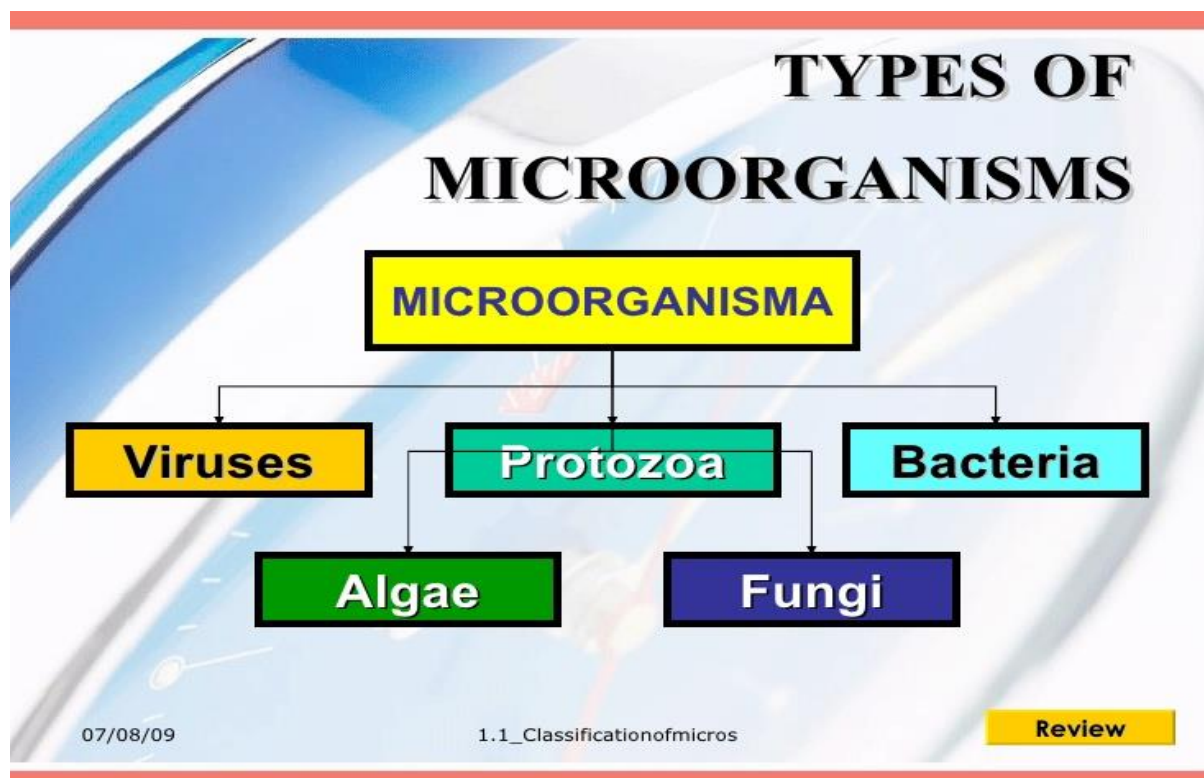 TYPES OF
MICROORGANISMS
MICROORGANISMA
Viruses
Protozoa
Bacteria
Algae
Fungi
07/08/09
1.1_Classificationofmicros
Review